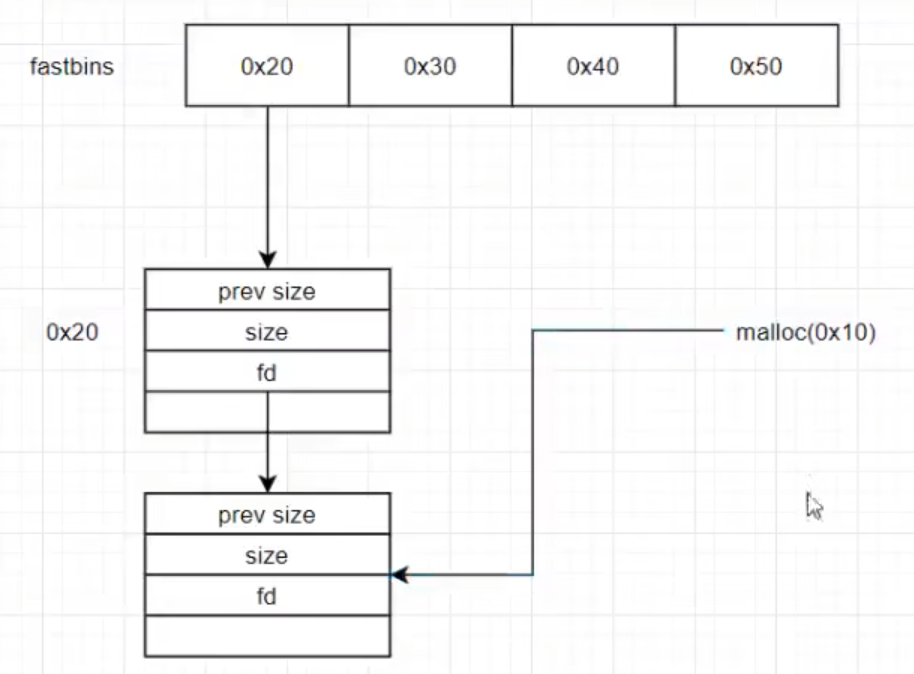 fastbins 0x20 0x30 0x40 0x50
prev size
0x20 size malloc(0x10)
fd
prev size
size
fd